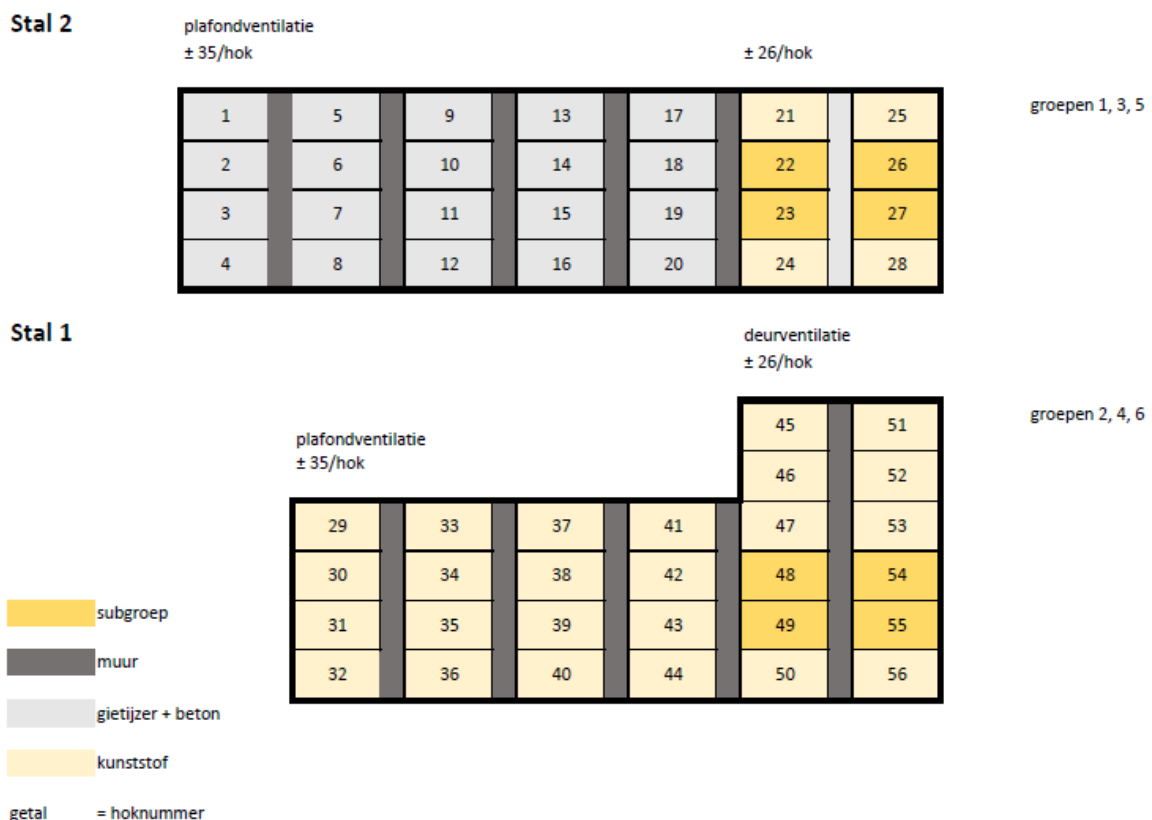 Stal 2
plafondventilatie
± 35/hok
± 26/hok
1 5 9 13 17 21 25
groepen 1, 3, 5
2 6 10 14 18 22 26
3 7 11 15 19 23 27
4 8 12 16 20 24 28
Stal 1
deurventilatie
± 26/hok
45 51
groepen 2, 4, 6
plafondventilatie
± 35/hok
46 52
29 33 37 41 47 53
30 34 38 42 48 54
31 35 39 43 49 55
32 36 40 44 50 56
subgroep
muur
gietijzer + beton
kunststof
getal = hoknummer